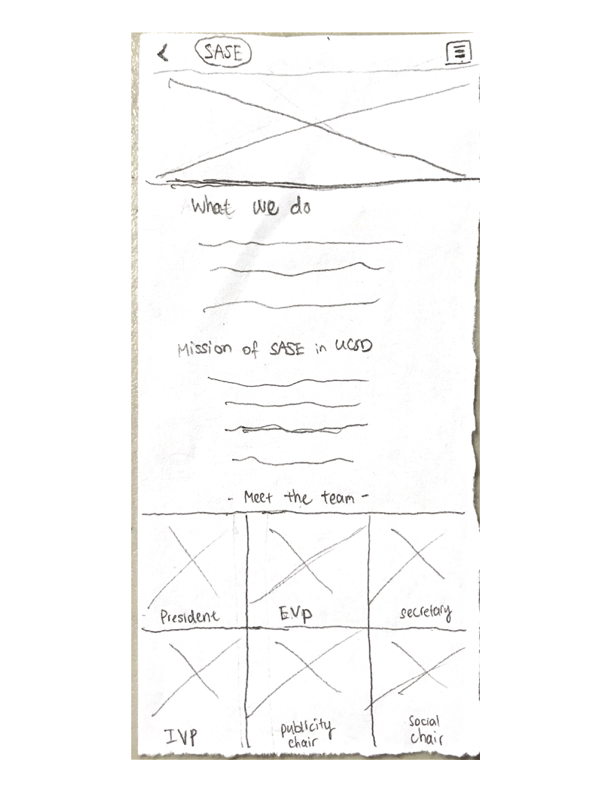 < SASE
What we do
Mission of SASE in UCSD
- Meet the team -
President EVP secretary
IVP publicity chair social chair